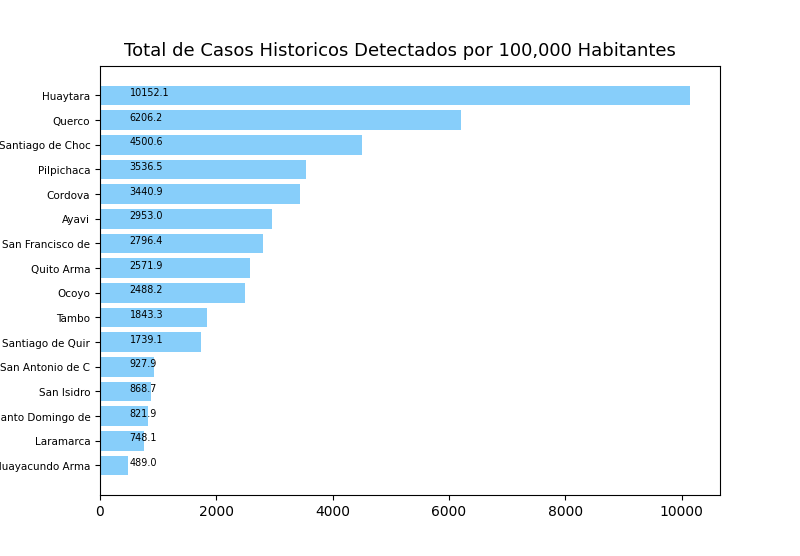 Total de Casos Historicos Detectados por 100,000 Habitantes
Huaytara 10152.1
Querco 6206.2
Santiago de Choc 4500.6
Pilpichaca 3536.5
Cordova 3440.9
Ayavi 2953.0
San Francisco de 2796.4
Quito Arma 2571.9
Ocoyo 2488.2
Tambo 1843.3
Santiago de Quir 1739.1
San Antonio de C 927.9
San Isidro 868.7
anto Domingo de 821.9
Laramarca 748.1
uayacundo Arma 489.0
0 2000 4000 6000 8000 10000